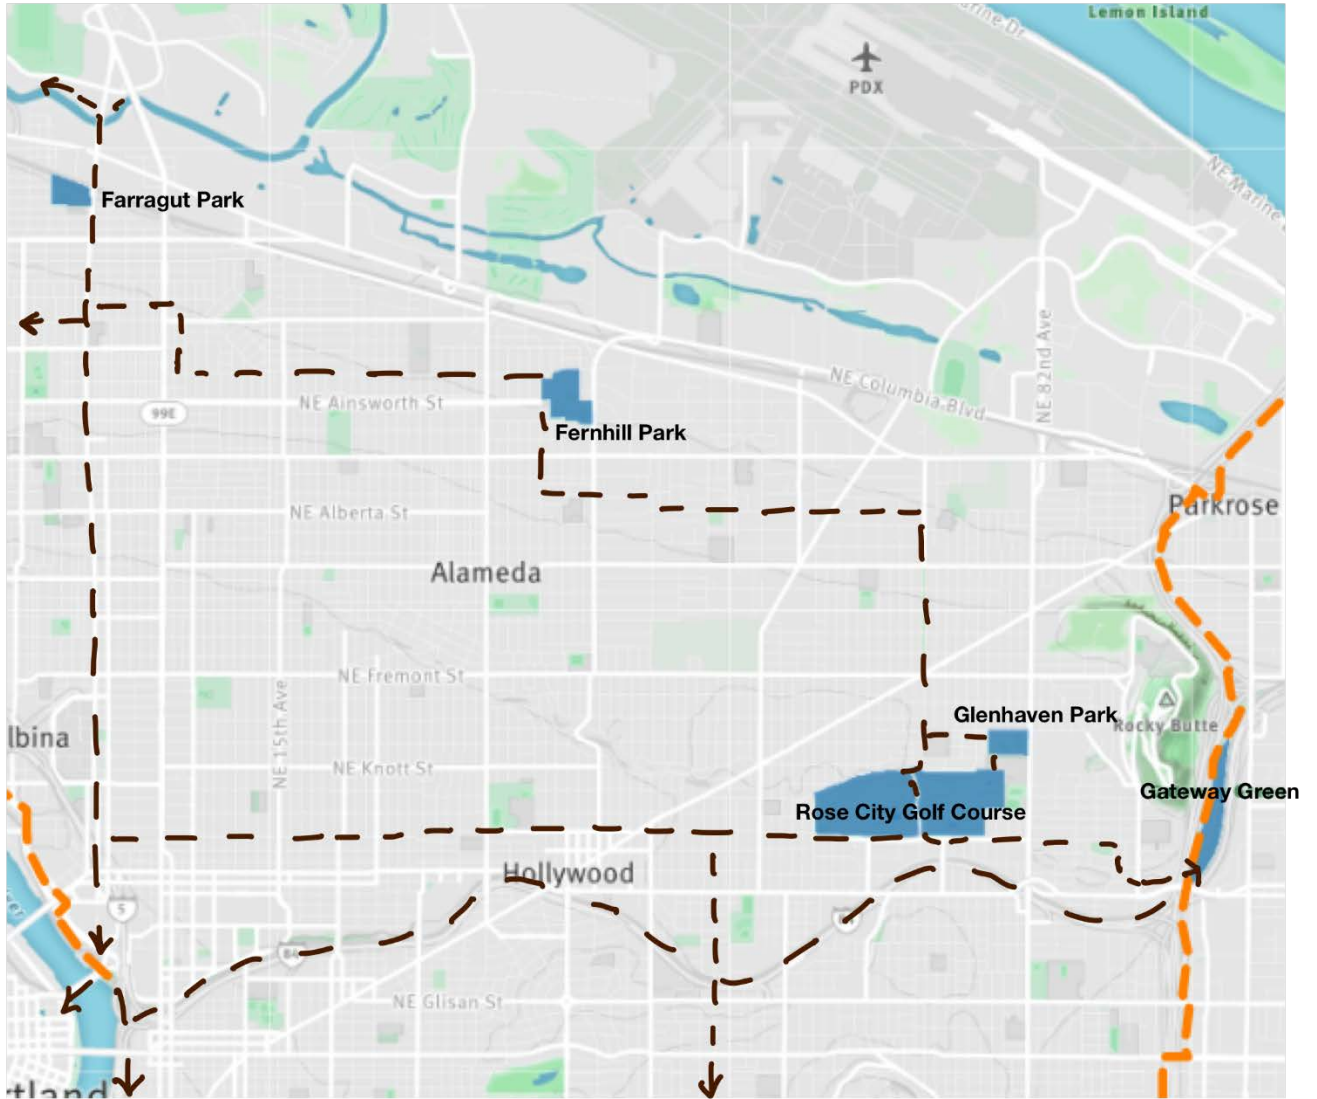 Lemon Island
arine Dr
PDX
NE Marine
Farragut Park
NE 82nd Ave
NE Columbia Blvd
NE Ainsworth St
99E
Fernhill Park
Parkrose
NE Alberta St
Alameda
NE Fremont St
NE 15th Ave
Glenhaven Park
Rocky Butte
lbina
NE Knott St
Gateway Green
Rose City Golf Course
Hollywood
5
84
NE Glisan St
rtland